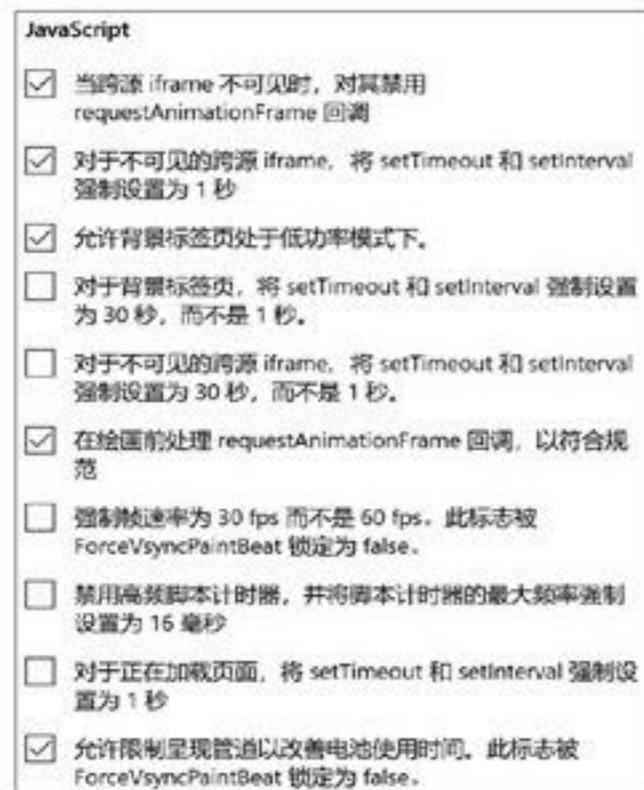 JavaScript
当跨源 iframe 不可见时，对其禁用
requestAnimationFrame 回调
对于不可见的跨源 iframe，将 setTimeout 和 setInterval
强制设置为 1 秒
允许背景标签页处于低功率模式下。
对于背景标签页，将 setTimeout 和 setInterval 强制设置
为 30 秒，而不是 1 秒。
对于不可见的跨源 iframe，将 setTimeout 和 setInterval
强制设置为 30 秒，而不是 1 秒。
在绘画前处理 requestAnimationFrame 回调，以符合规
范
强制帧速率为 30 fps 而不是 60 fps。此标志被
ForceVsyncPaintBeat 锁定为 false。
禁用高频脚本计时器，并将脚本计时器的最大频率强制
设置为 16 毫秒
对于正在加载页面，将 setTimeout 和 setInterval 强制设
置为 1 秒
允许限制呈现管道以改善电池使用时间。此标志被
ForceVsyncPaintBeat 锁定为 false。